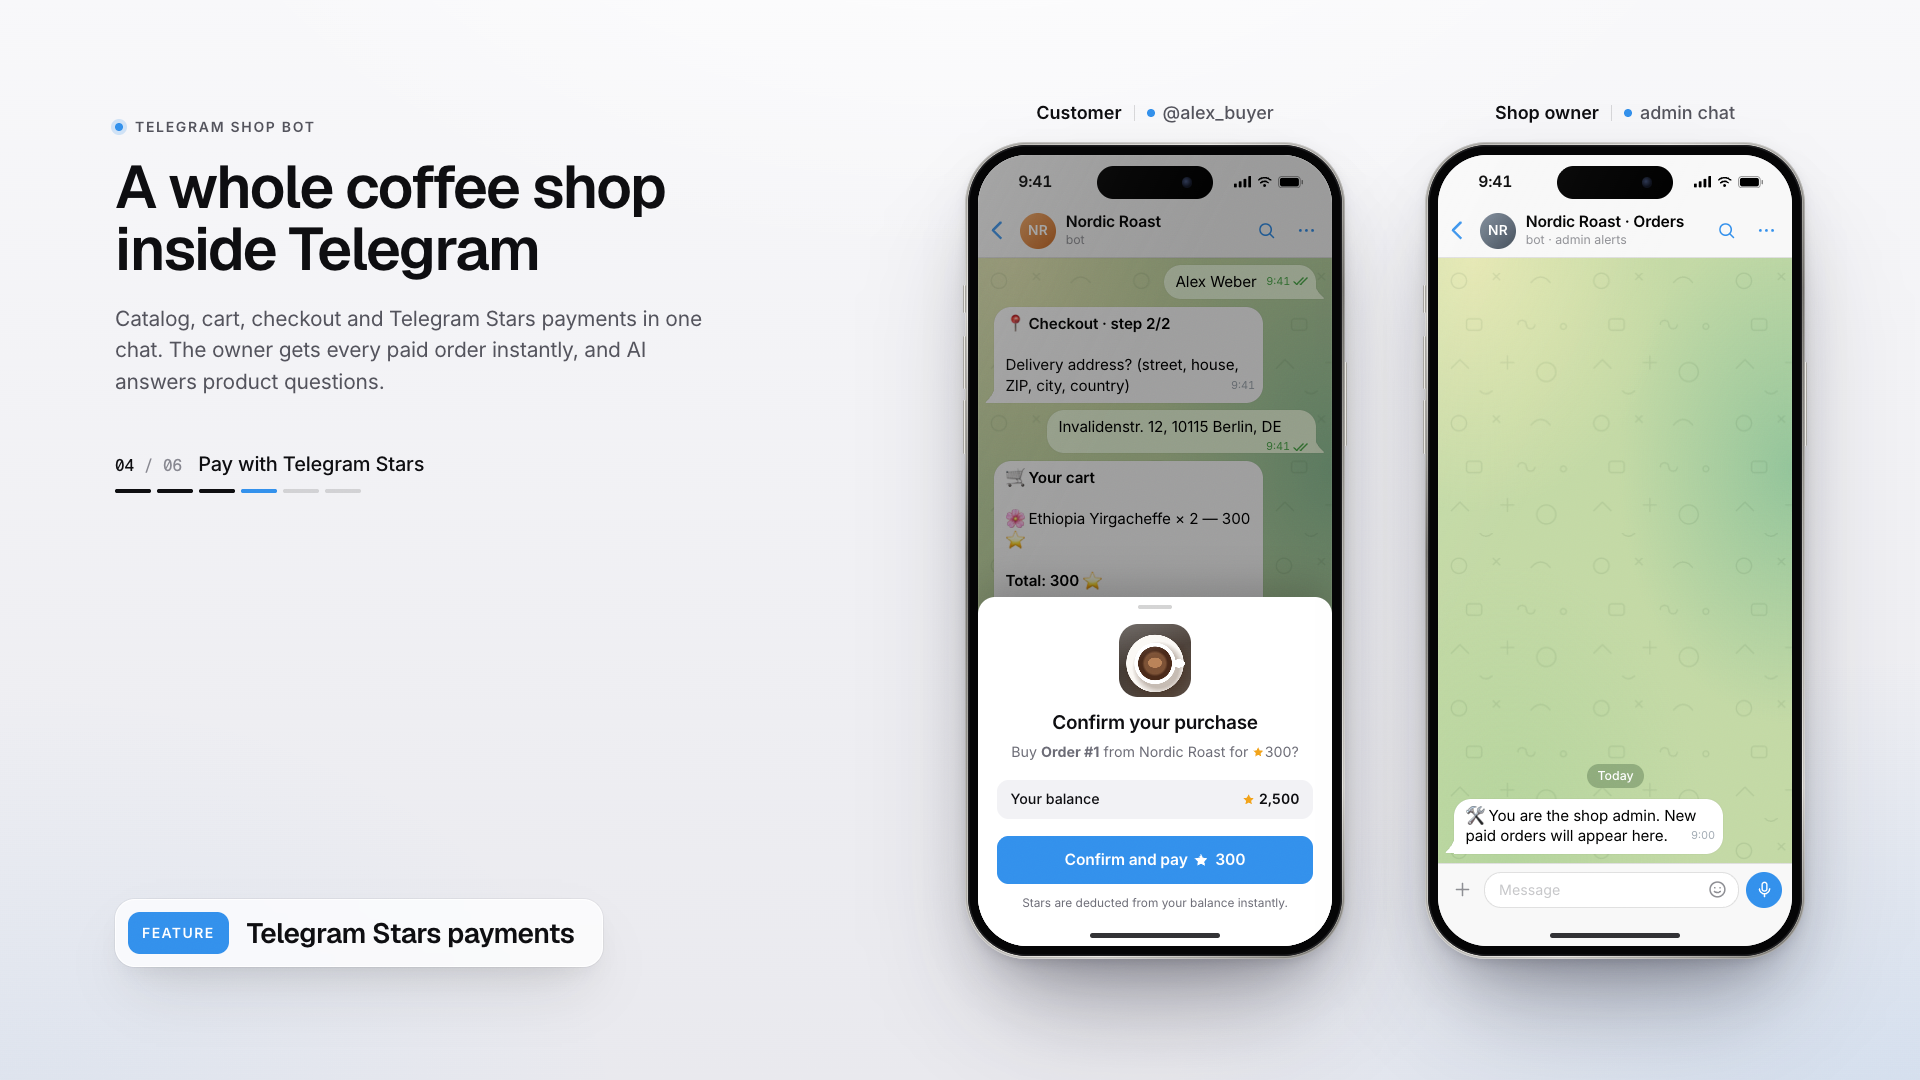 TELEGRAM SHOP BOT
A whole coffee shop
inside Telegram
Catalog, cart, checkout and Telegram Stars payments in one
chat. The owner gets every paid order instantly, and AI
answers product questions.
04 / 06 Pay with Telegram Stars
FEATURE Telegram Stars payments
Customer @alex_buyer
9:41
NR Nordic Roast
bot
Alex Weber 9:41
📍 Checkout · step 2/2
Delivery address? (street, house,
ZIP, city, country) 9:41
Invalidenstr. 12, 10115 Berlin, DE
9:41
🛒 Your cart
🌸 Ethiopia Yirgacheffe × 2 — 300
⭐
Total: 300 ⭐
Confirm your purchase
Buy Order #1 from Nordic Roast for ★300?
Your balance ★ 2,500
Confirm and pay ★ 300
Stars are deducted from your balance instantly.
Shop owner admin chat
9:41
NR Nordic Roast · Orders
bot · admin alerts
Today
🛠 You are the shop admin. New
paid orders will appear here. 9:00
Message